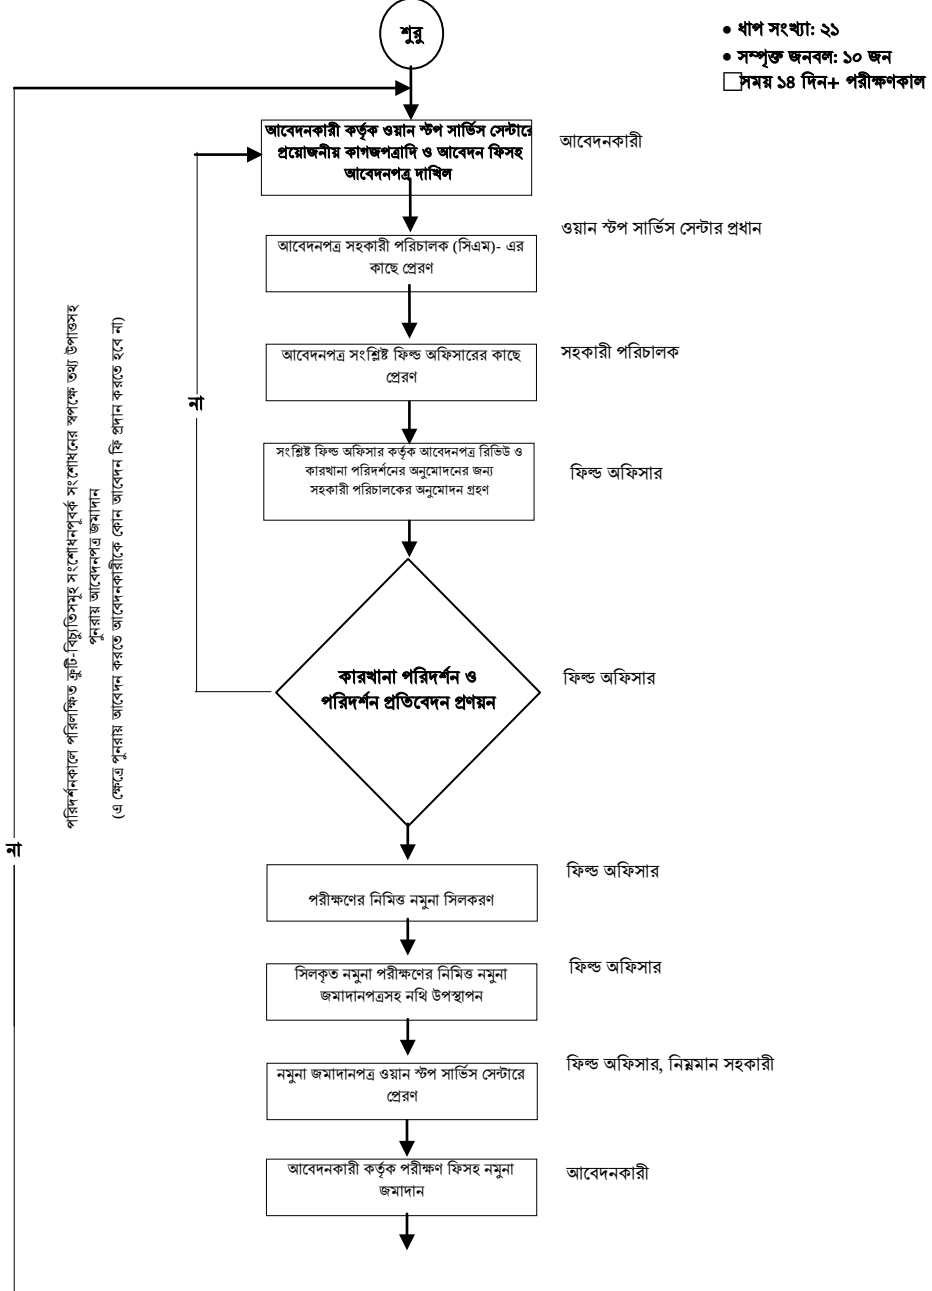 শুরু
• ধাপ সংখ্যা: ২১
• সম্পৃক্ত জনবল: ১০ জন
সময় ১৪ দিন+ পরীক্ষণকাল
আবেদনকারী কর্তৃক ওয়ান স্টপ সার্ভিস সেন্টারে
প্রয়োজনীয় কাগজপত্রাদি ও আবেদন ফিসহ
আবেদনপত্র দাখিল
আবেদনকারী
আবেদনপত্র সহকারী পরিচালক (সিএম)- এর
কাছে প্রেরণ
ওয়ান স্টপ সার্ভিস সেন্টার প্রধান
আবেদনপত্র সংশ্লিষ্ট ফিল্ড অফিসারের কাছে
প্রেরণ
সহকারী পরিচালক
না
সংশ্লিষ্ট ফিল্ড অফিসার কর্তৃক আবেদনপত্র রিভিউ ও
কারখানা পরিদর্শনের অনুমোদনের জন্য
সহকারী পরিচালকের অনুমোদন গ্রহণ
ফিল্ড অফিসার
পরিদর্শনকালে পরিলক্ষিত ত্রুটি-বিচ্যুতিসমূহ সংশোধনপূবর্ক সংশোধনের স্বপক্ষে তথ্য উপাত্তসহ
পুনরায় আবেদনপত্র জমাদান
(এ ক্ষেত্রে পুনরায় আবেদন করতে আবেদনকারীকে কোন আবেদন ফি প্রদান করতে হবে না)
কারখানা পরিদর্শন ও
পরিদর্শন প্রতিবেদন প্রণয়ন
ফিল্ড অফিসার
না
পরীক্ষণের নিমিত্ত নমুনা সিলকরণ
ফিল্ড অফিসার
সিলকৃত নমুনা পরীক্ষণের নিমিত্ত নমুনা
জমাদানপত্রসহ নথি উপস্থাপন
ফিল্ড অফিসার
নমুনা জমাদানপত্র ওয়ান স্টপ সার্ভিস সেন্টারে
প্রেরণ
ফিল্ড অফিসার, নিম্নমান সহকারী
আবেদনকারী কর্তৃক পরীক্ষণ ফিসহ নমুনা
জমাদান
আবেদনকারী